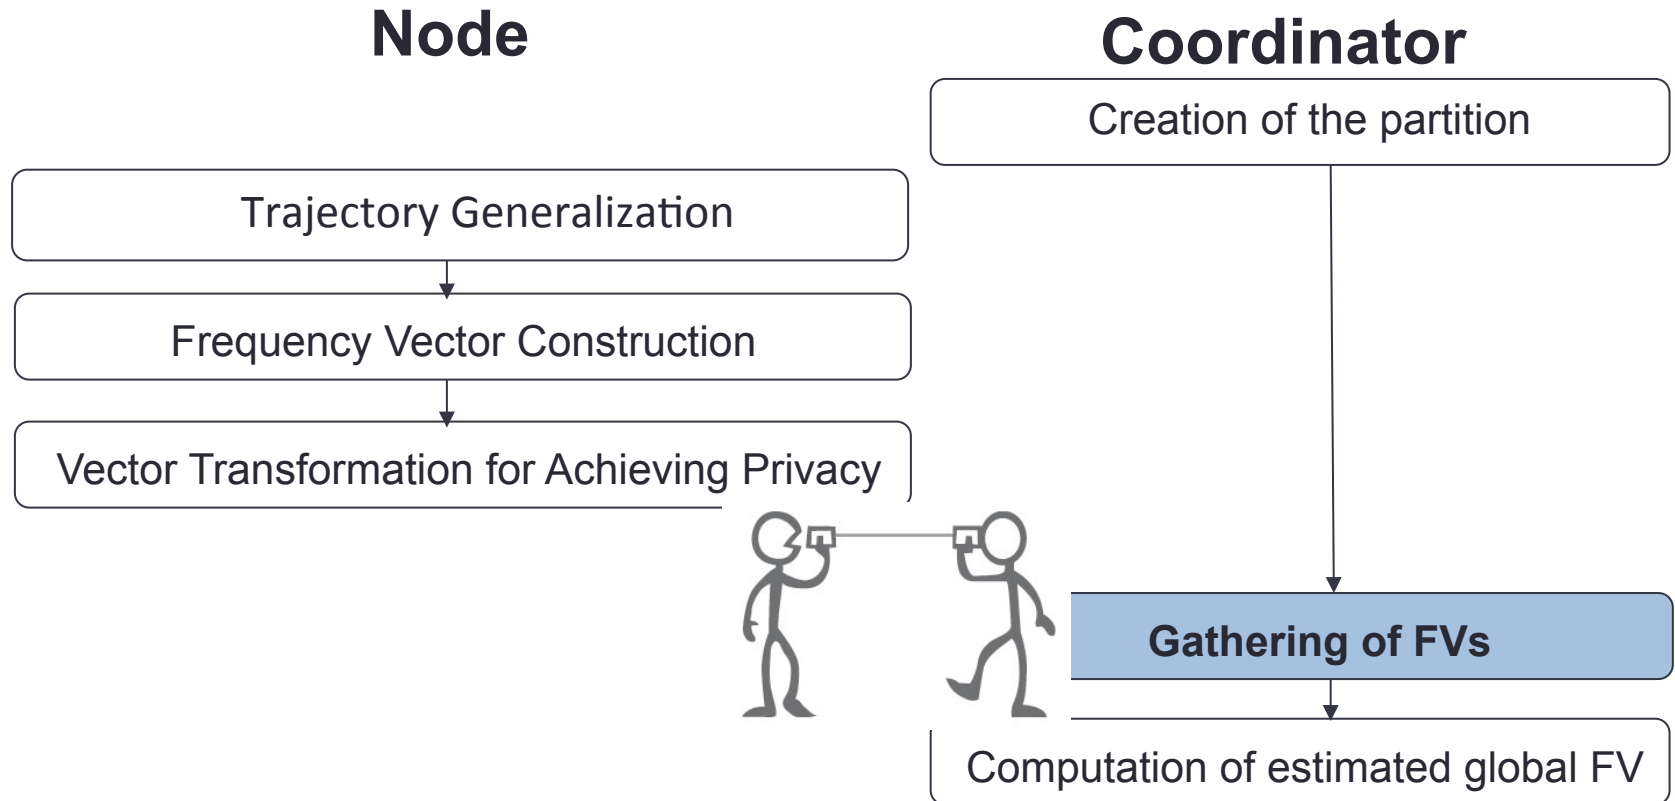 Node
Coordinator
Creation of the partition
Trajectory Generalization
Frequency Vector Construction
Vector Transformation for Achieving Privacy
Gathering of FVs
Computation of estimated global FV